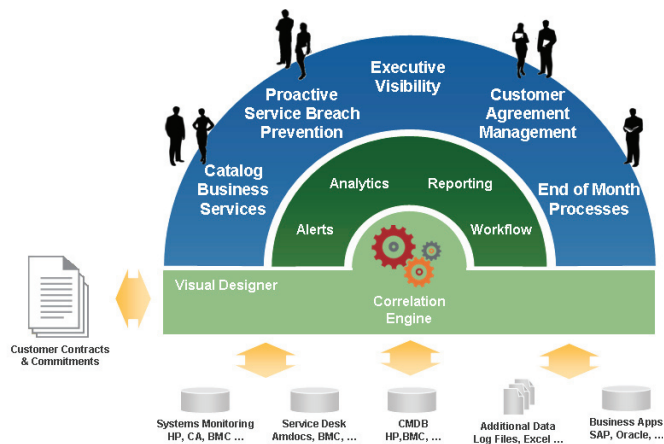 Executive
Visibility
Proactive
Service Breach
Prevention
Customer
Agreement
Management
Catalog
Business
Services
End of Month
Processes
Analytics
Reporting
Alerts
Workflow
Visual Designer
Correlation
Engine
Customer Contracts
& Commitments
Systems Monitoring
HP, CA, BMC ...
Service Desk
Amdocs, BMC, ...
CMDB
HP,BMC, ...
Additional Data
Log Files, Excel ...
Business Apps
SAP, Oracle, ...